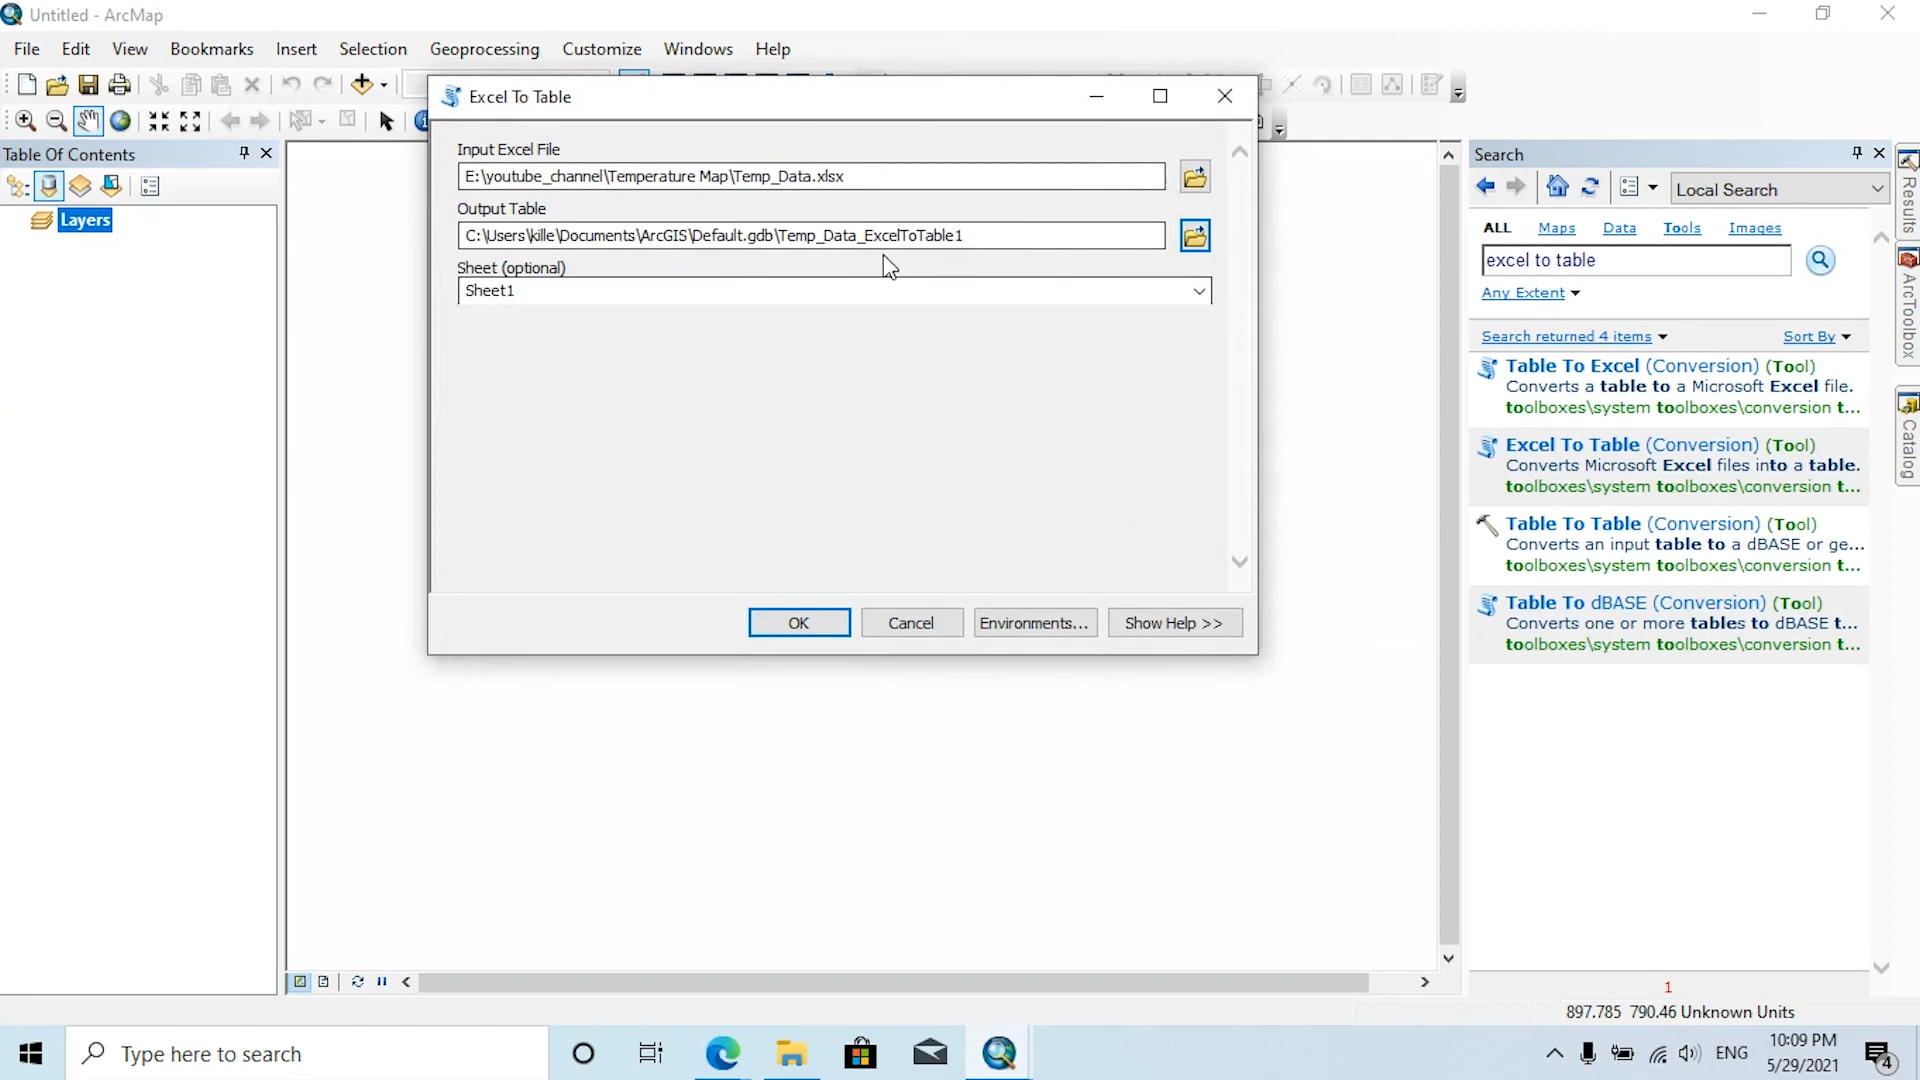 Untitled - ArcMap
File Edit View Bookmarks Insert Selection Geoprocessing Customize Windows Help
Table Of Contents
Layers
Excel To Table
Input Excel File
E:\youtube_channel\Temperature Map\Temp_Data.xlsx
Output Table
C:\Users\kille\Documents\ArcGIS\Default.gdb\Temp_Data_ExcelToTable1
Sheet (optional)
Sheet1
OK Cancel Environments... Show Help >>
Search
Local Search
ALL Maps Data Tools Images
excel to table
Any Extent
Search returned 4 items Sort By
Table To Excel (Conversion) (Tool)
Converts a table to a Microsoft Excel file.
toolboxes\system toolboxes\conversion t...
Excel To Table (Conversion) (Tool)
Converts Microsoft Excel files into a table.
toolboxes\system toolboxes\conversion t...
Table To Table (Conversion) (Tool)
Converts an input table to a dBASE or ge...
toolboxes\system toolboxes\conversion t...
Table To dBASE (Conversion) (Tool)
Converts one or more tables to dBASE t...
toolboxes\system toolboxes\conversion t...
1
Results
ArcToolbox
Catalog
897.785 790.46 Unknown Units
Type here to search
ENG
10:09 PM
5/29/2021
4